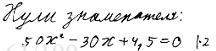 Нули знаменателя:
50x² - 30x + 4,5 = 0 |·2